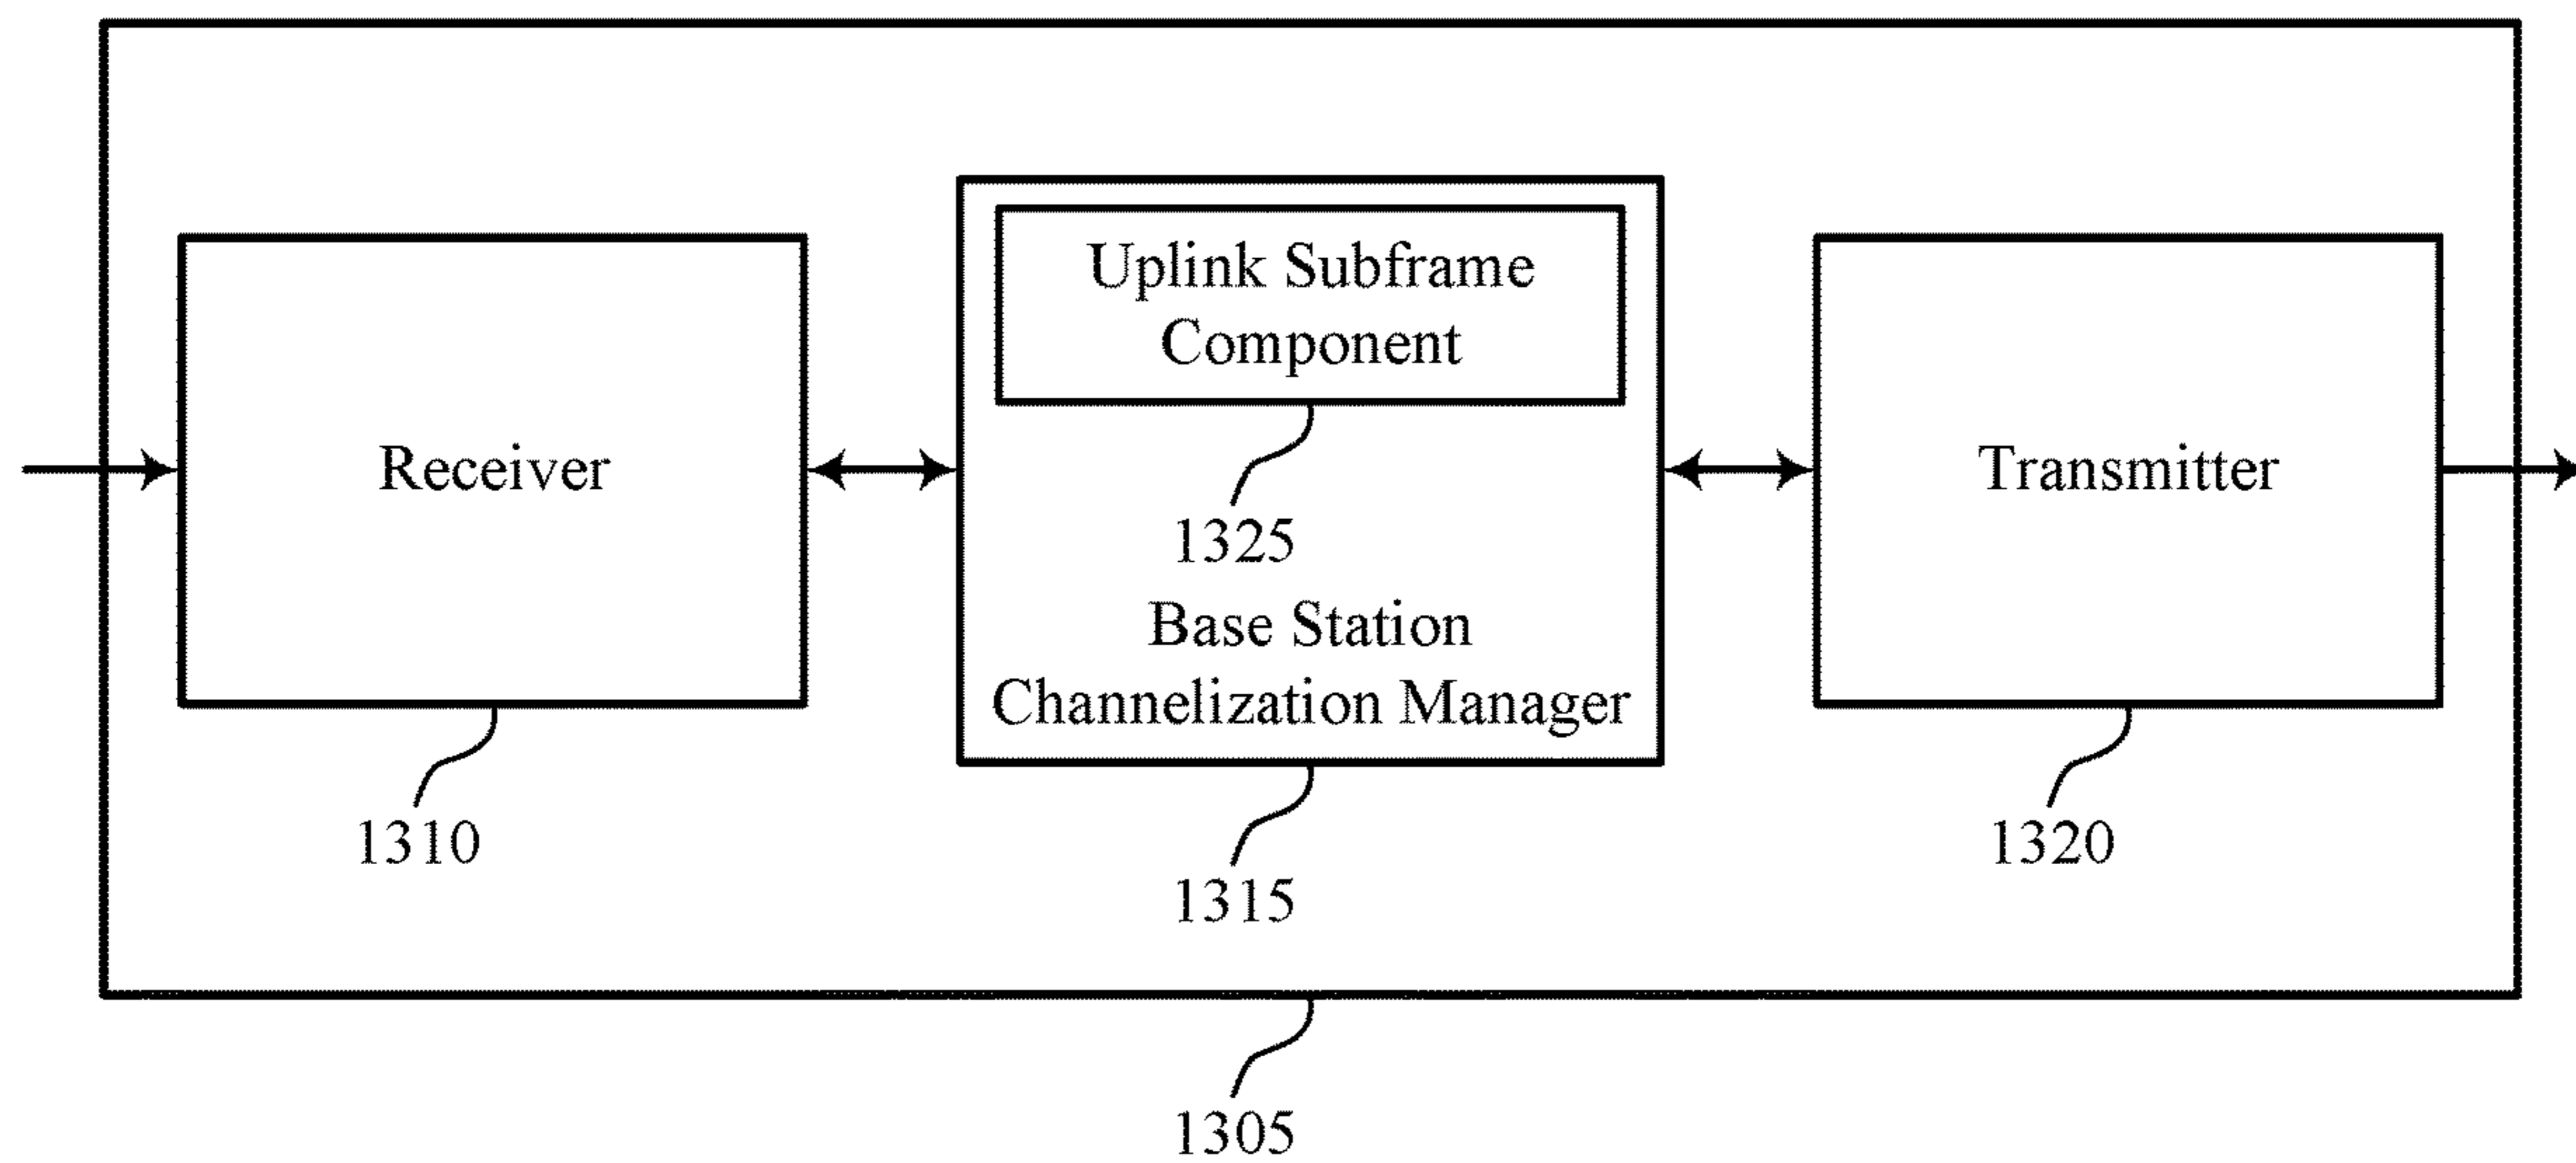 Uplink Subframe
Component
Receiver
Transmitter
1325
Base Station
Channelization Manager
1310
1320
1315
1305